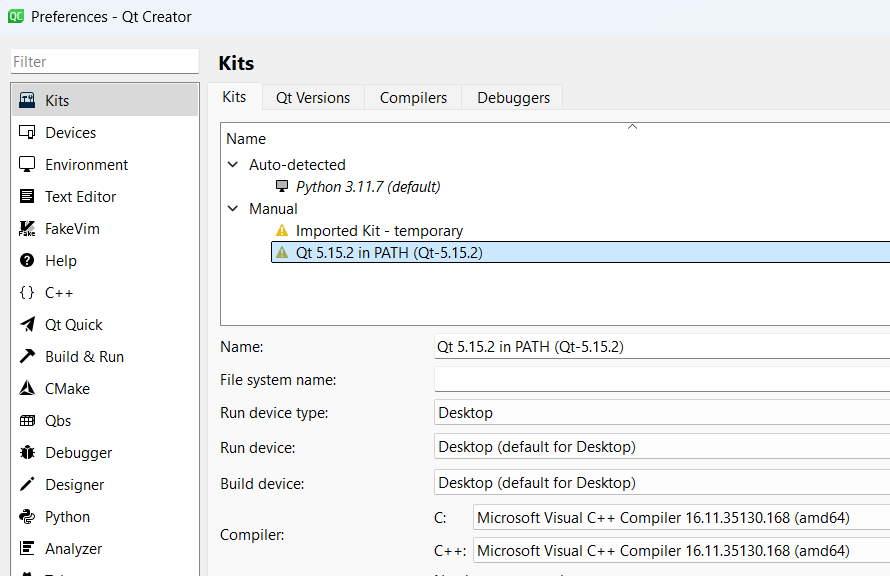 Preferences - Qt Creator
Filter
Kits
Devices
Environment
Text Editor
FakeVim
Help
C++
Qt Quick
Build & Run
CMake
Qbs
Debugger
Designer
Python
Analyzer
Kits
Kits Qt Versions Compilers Debuggers
Name
Auto-detected
Python 3.11.7 (default)
Manual
Imported Kit - temporary
Qt 5.15.2 in PATH (Qt-5.15.2)
Name: Qt 5.15.2 in PATH (Qt-5.15.2)
File system name:
Run device type: Desktop
Run device: Desktop (default for Desktop)
Build device: Desktop (default for Desktop)
Compiler:
C: Microsoft Visual C++ Compiler 16.11.35130.168 (amd64)
C++: Microsoft Visual C++ Compiler 16.11.35130.168 (amd64)